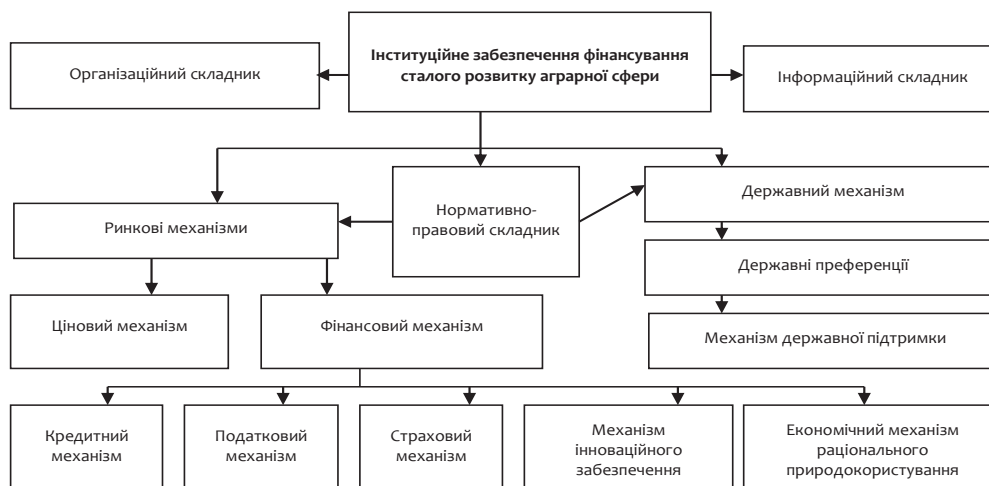 Інституційне забезпечення фінансування
сталого розвитку аграрної сфери
Організаційний складник
Інформаційний складник
Нормативно-
правовий складник
Державний механізм
Ринкові механізми
Державні преференції
Ціновий механізм
Фінансовий механізм
Механізм державної підтримки
Кредитний
механізм
Податковий
механізм
Страховий
механізм
Механізм
інноваційного
забезпечення
Економічний механізм
раціонального
природокористування